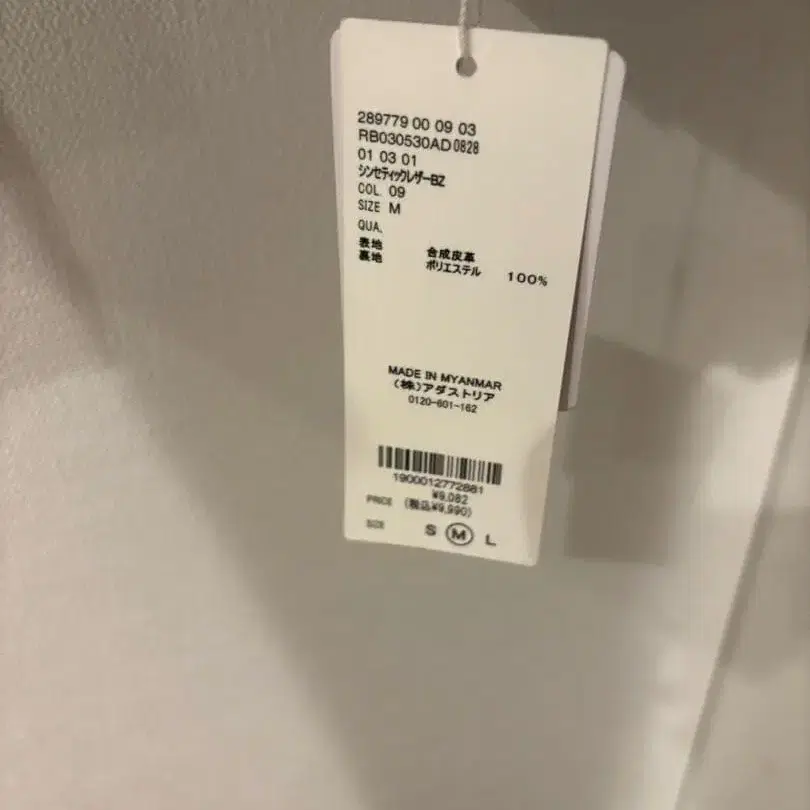 289779 00 09 03
RB030530AD 0828
01 03 01
シンセティックレザーBZ
COL. 09
SIZE M
QUA.
表地 合成皮革
裏地 ポリエステル 100%
MADE IN MYANMAR
(株)アダストリア
0120-601-162
1900012772881
¥9,082
PRICE (税込¥9,990)
SIZE S M L